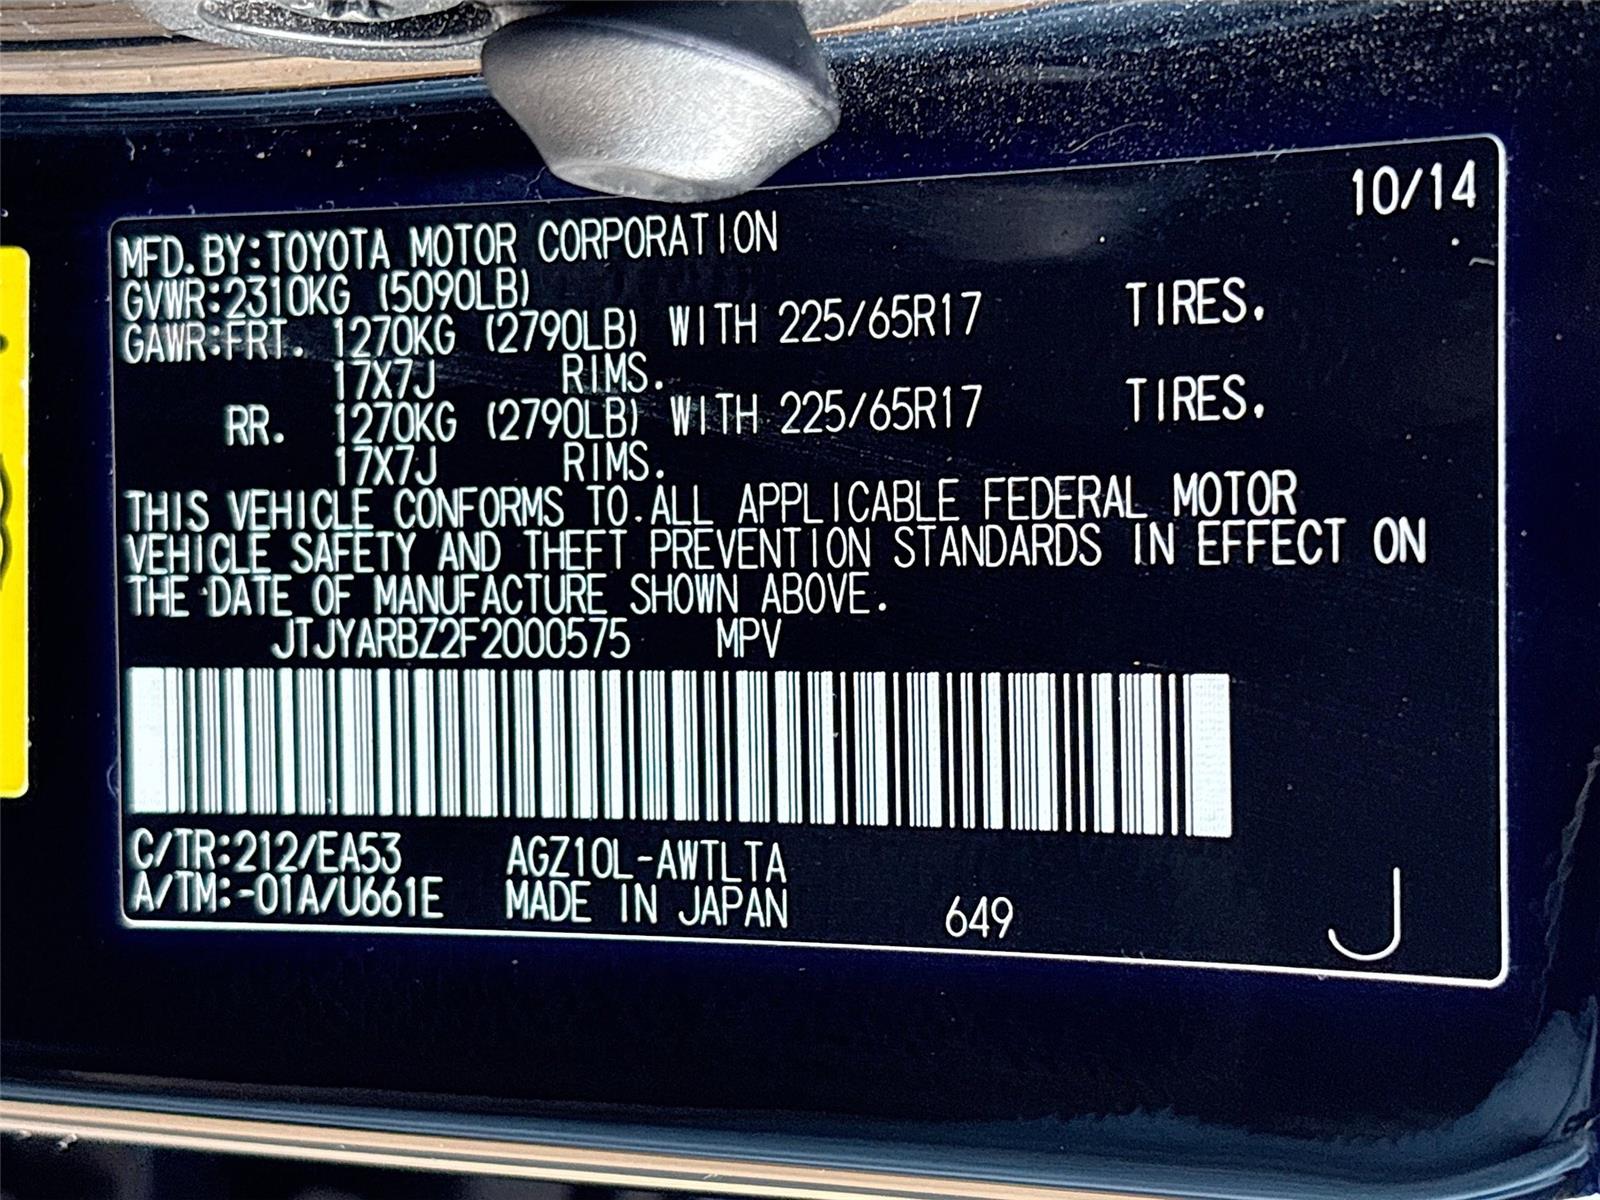 10/14
MFD.BY:TOYOTA MOTOR CORPORATION
GVWR:2310KG (5090LB)
GAWR:FRT. 1270KG (2790LB) WITH 225/65R17 TIRES.
17X7J RIMS.
RR. 1270KG (2790LB) WITH 225/65R17 TIRES.
17X7J RIMS.
THIS VEHICLE CONFORMS TO ALL APPLICABLE FEDERAL MOTOR
VEHICLE SAFETY AND THEFT PREVENTION STANDARDS IN EFFECT ON
THE DATE OF MANUFACTURE SHOWN ABOVE.
JTJYARBZ2F2000575 MPV
C/TR:212/EA53 AGZ10L-AWTLTA
A/TM:-01A/U661E MADE IN JAPAN 649 J